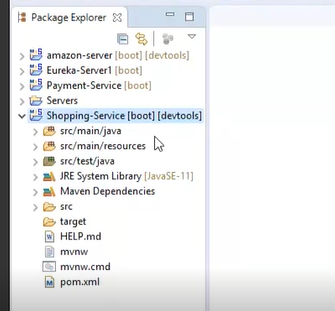 Package Explorer
amazon-server [boot] [devtools]
Eureka-Server1 [boot]
Payment-Service [boot]
Servers
Shopping-Service [boot] [devtools]
src/main/java
src/main/resources
src/test/java
JRE System Library [JavaSE-11]
Maven Dependencies
src
target
HELP.md
mvnw
mvnw.cmd
pom.xml